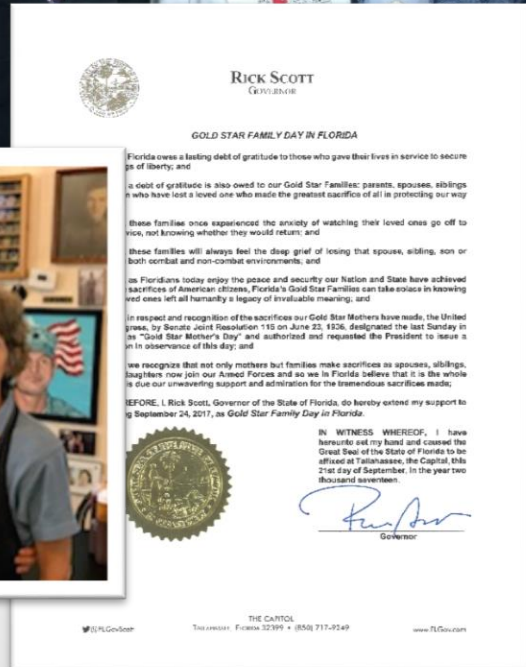 RICK SCOTT
GOVERNOR
GOLD STAR FAMILY DAY IN FLORIDA
Florida owes a lasting debt of gratitude to those who gave their lives in service to secure
of liberty; and
a debt of gratitude is also owed to our Gold Star Families: parents, spouses, siblings
who have lost a loved one who made the greatest sacrifice of all in protecting our way
these families once experienced the anxiety of watching their loved ones go off to
not knowing whether they would return; and
these families will always feel the deep grief of losing that spouse, sibling, son or
both combat and non-combat environments; and
as Floridians today enjoy the peace and security our Nation and State have achieved
sacrifices of American citizens, Florida's Gold Star Families can take solace in knowing
ones left all humanity a legacy of invaluable meaning; and
in respect and recognition of the sacrifices our Gold Star Mothers have made, the United
by Senate Joint Resolution 115 on June 23, 1936, designated the last Sunday in
as "Gold Star Mother's Day" and authorized and requested the President to issue a
in observance of this day; and
we recognize that not only mothers but families make sacrifices as spouses, siblings,
now join our Armed Forces and so we in Florida believe that it is the whole
is due our unwavering support and admiration for the tremendous sacrifices made;
I, Rick Scott, Governor of the State of Florida, do hereby extend my support to
September 24, 2017, as Gold Star Family Day in Florida.
IN WITNESS WHEREOF, I have
hereunto set my hand and caused the
Great Seal of the State of Florida to be
affixed at Tallahassee, the Capital, this
21st day of September, in the year two
thousand seventeen.
Governor
THE CAPITOL
TALLAHASSEE, FLORIDA 32399 • (850) 717-9249
@FLGovScott
www.FLGov.com